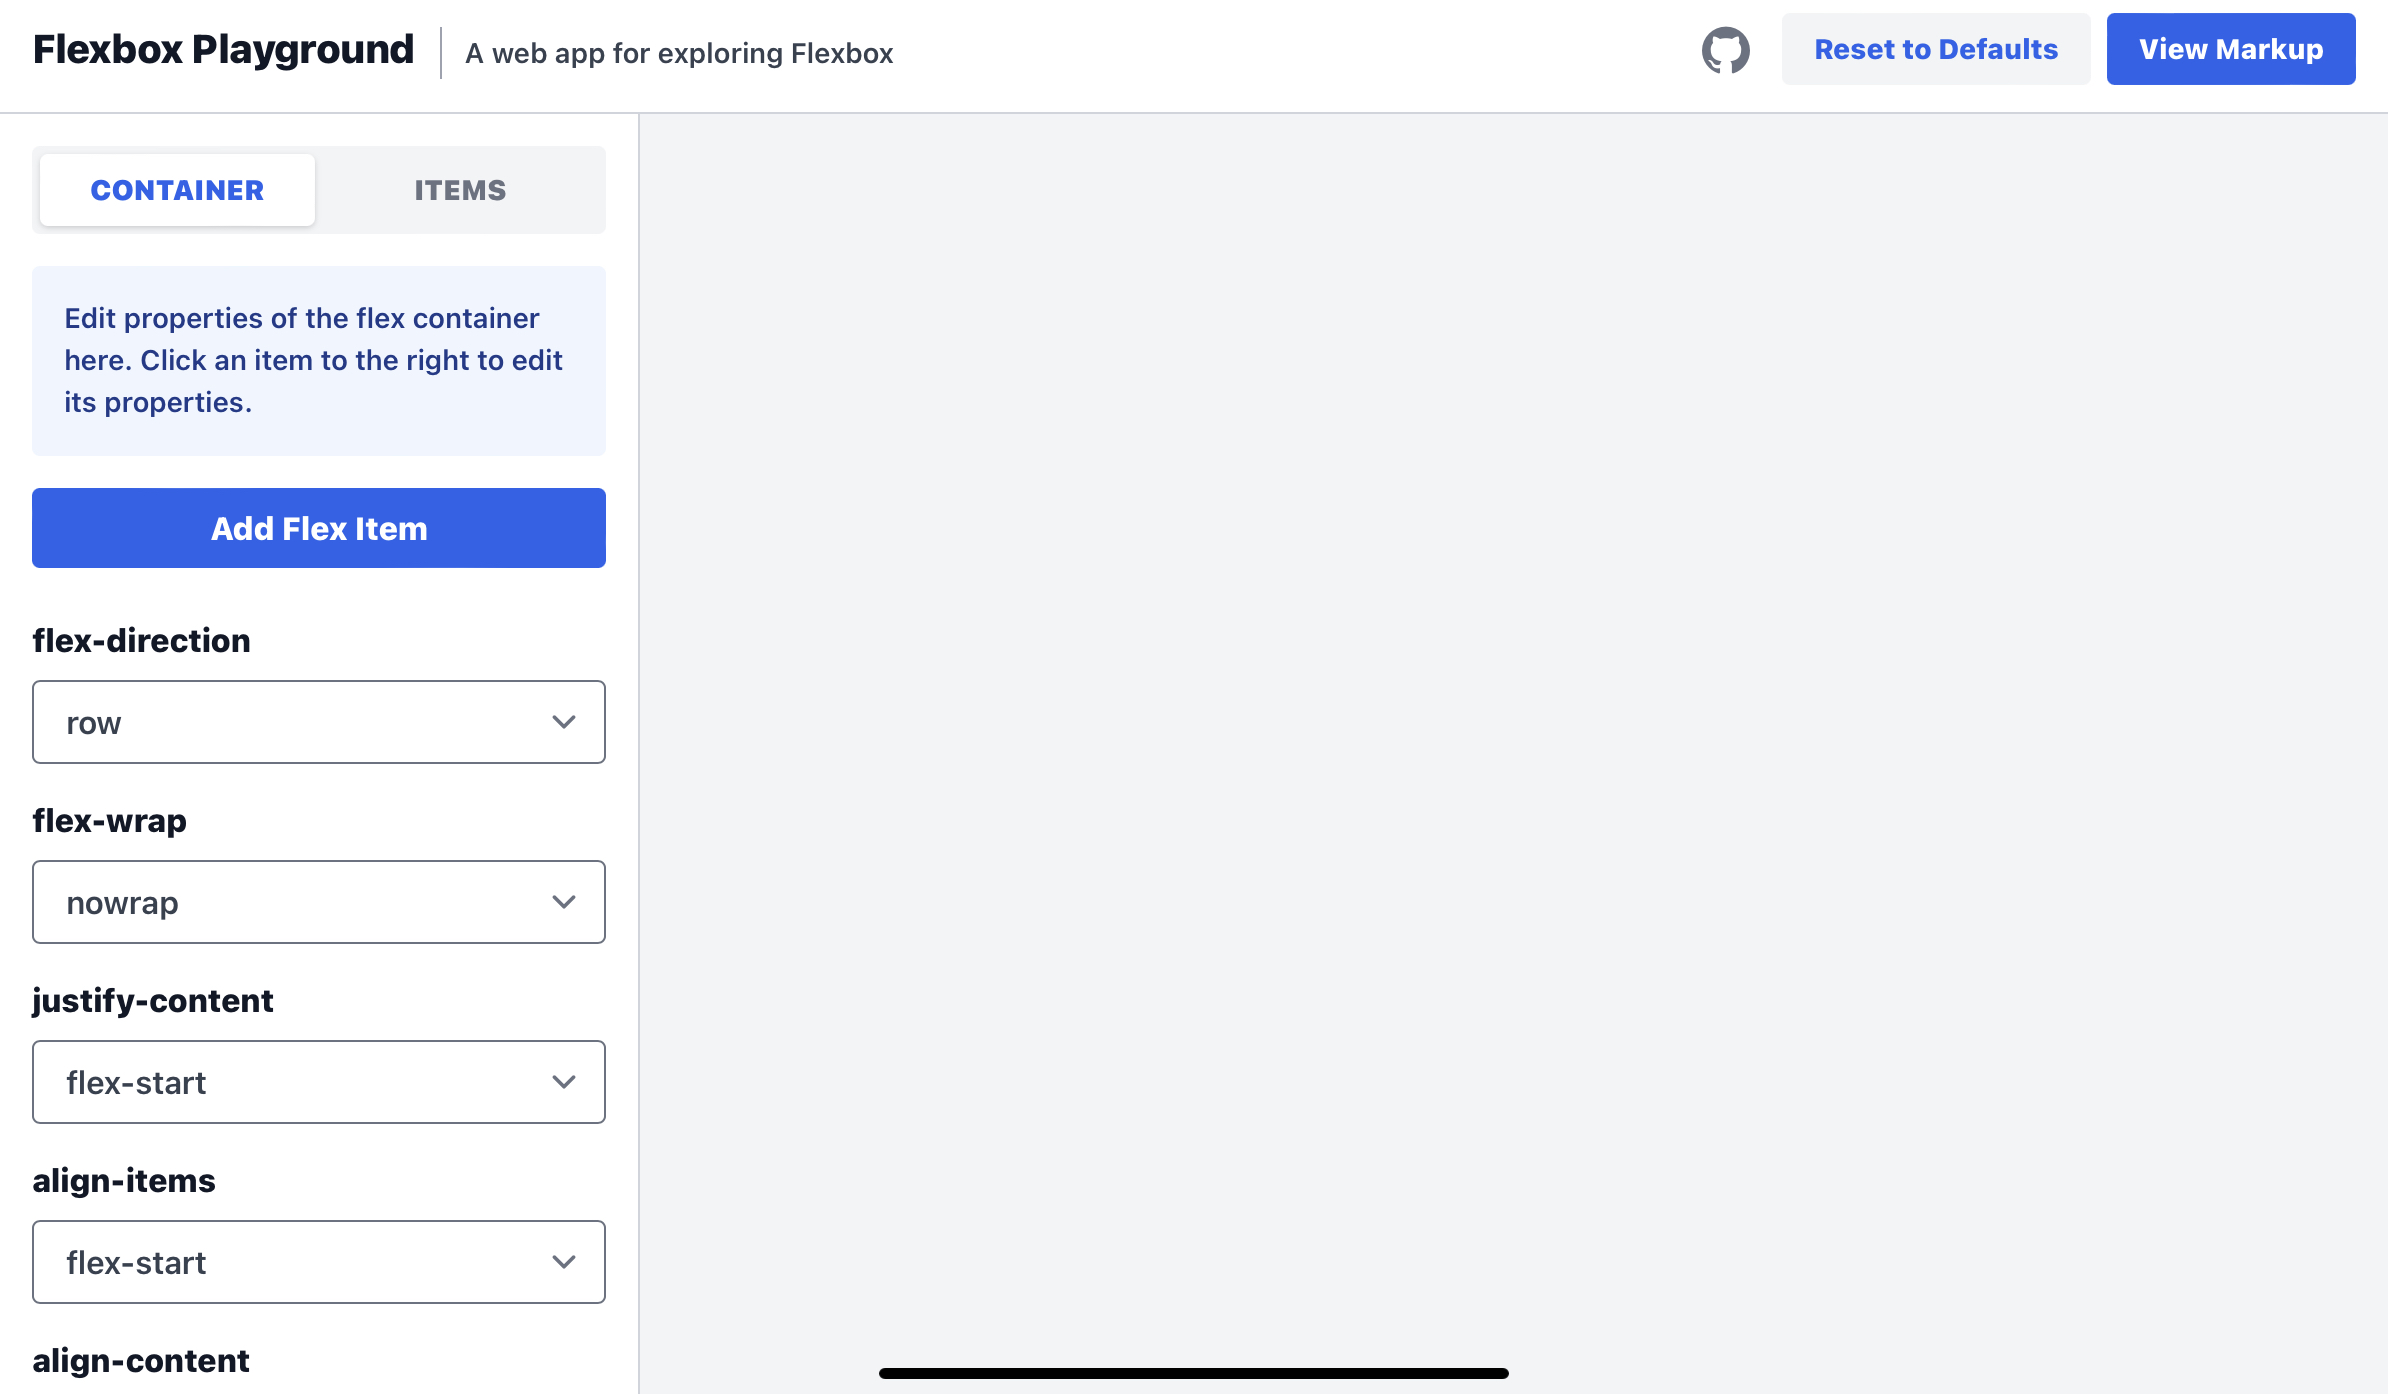 Flexbox Playground
A web app for exploring Flexbox
Reset to Defaults
View Markup
CONTAINER
ITEMS
Edit properties of the flex container
here. Click an item to the right to edit
its properties.
Add Flex Item
flex-direction
row
flex-wrap
nowrap
justify-content
flex-start
align-items
flex-start
align-content